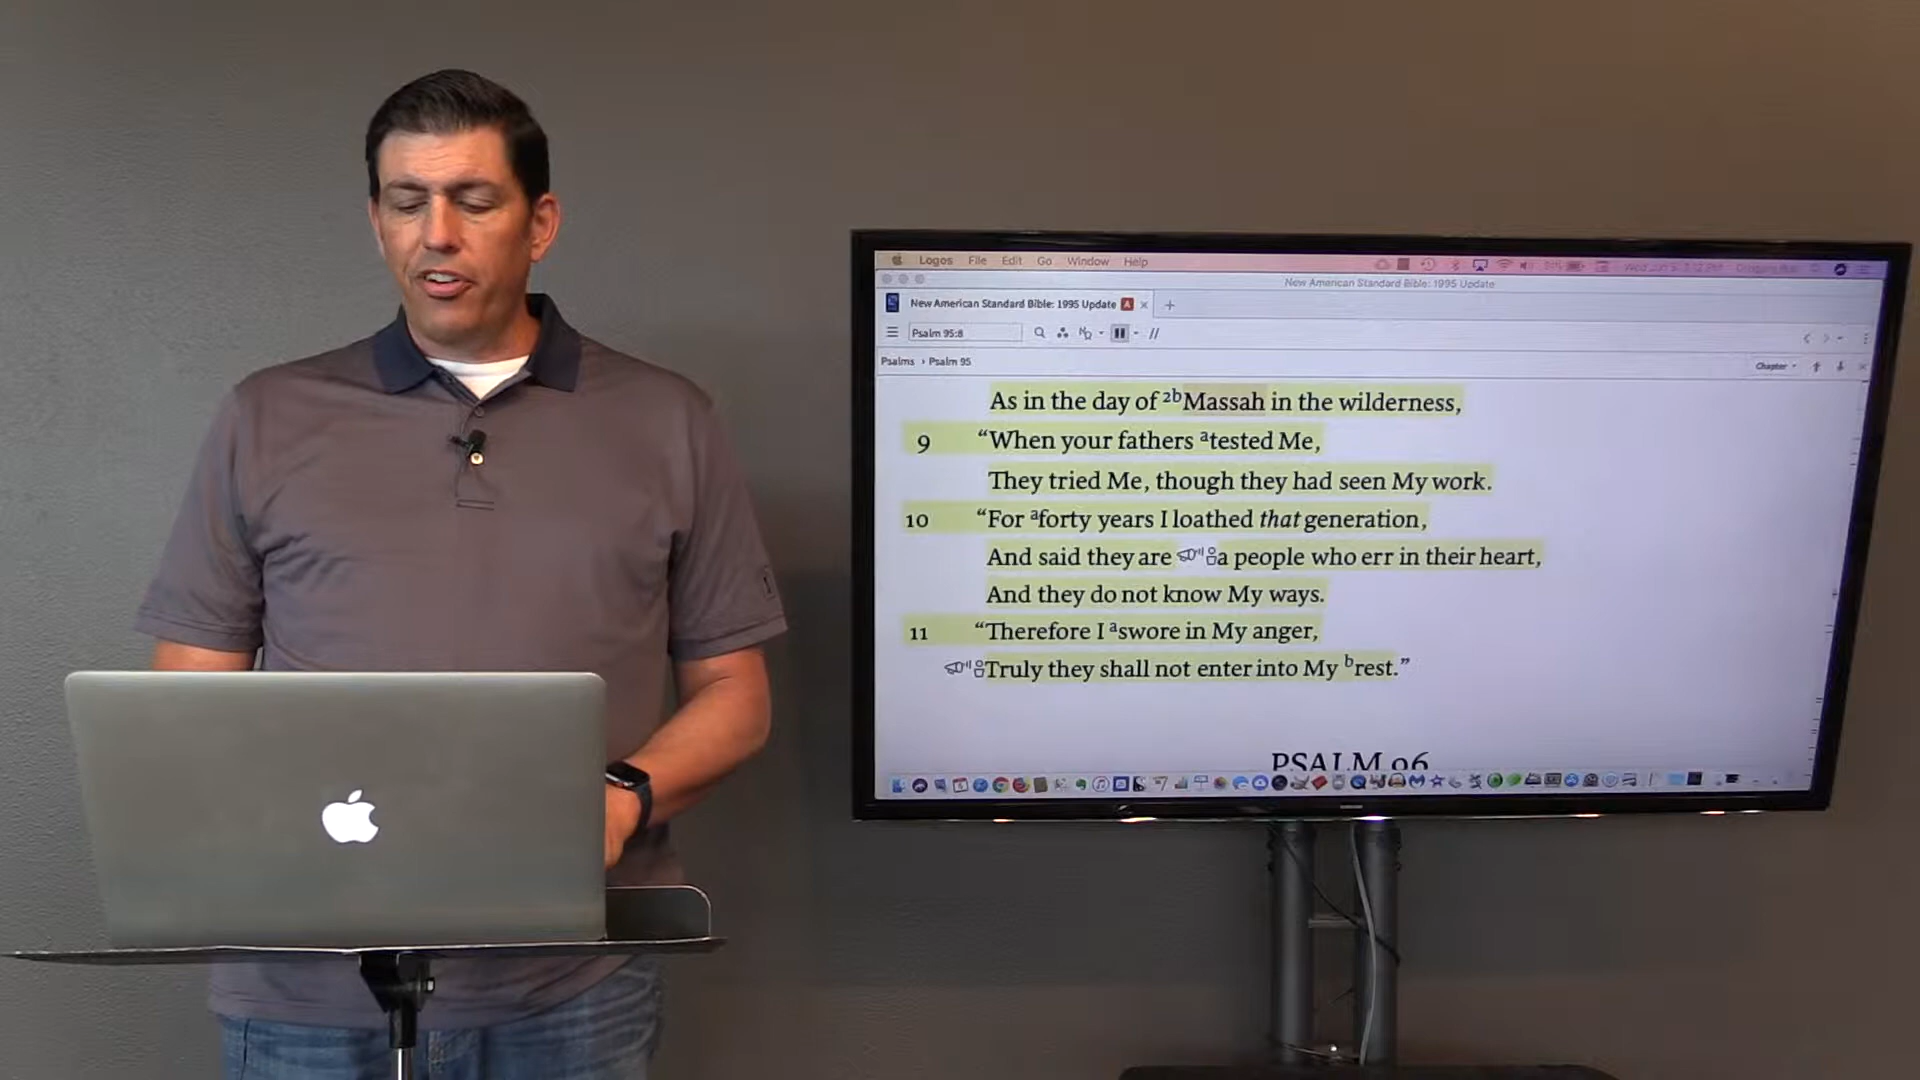 Logos File Edit Go Window Help
New American Standard Bible: 1995 Update
New American Standard Bible: 1995 Update A × +
Psalm 95:8
Psalms › Psalm 95
Chapter
As in the day of 2bMassah in the wilderness,
9 “When your fathers atested Me,
They tried Me, though they had seen My work.
10 “For aforty years I loathed that generation,
And said they are a people who err in their heart,
And they do not know My ways.
11 “Therefore I aswore in My anger,
Truly they shall not enter into My brest.”
PSALM 96